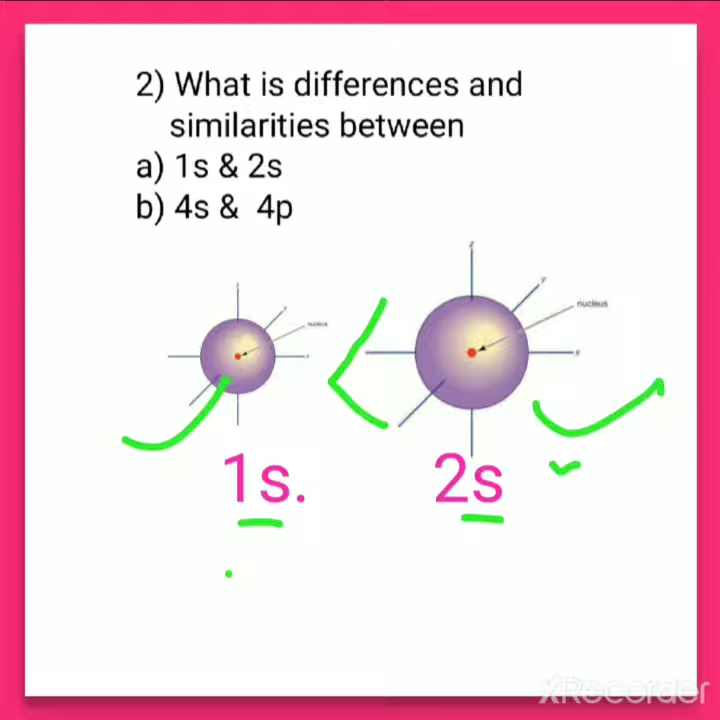 2) What is differences and
similarities between
a) 1s & 2s
b) 4s & 4p
z
y
nucleus
x
nucleus
1s.
2s
XRecorder